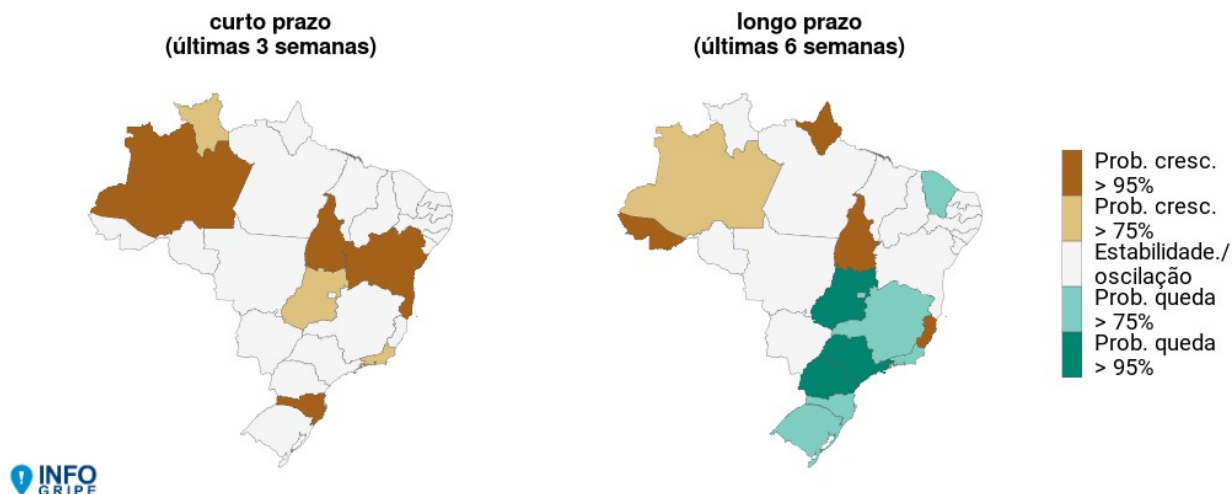 curto prazo
(últimas 3 semanas)
longo prazo
(últimas 6 semanas)
Prob. cresc.
> 95%
Prob. cresc.
> 75%
Estabilidade./
oscilação
Prob. queda
> 75%
Prob. queda
> 95%
INFO
GRIPE